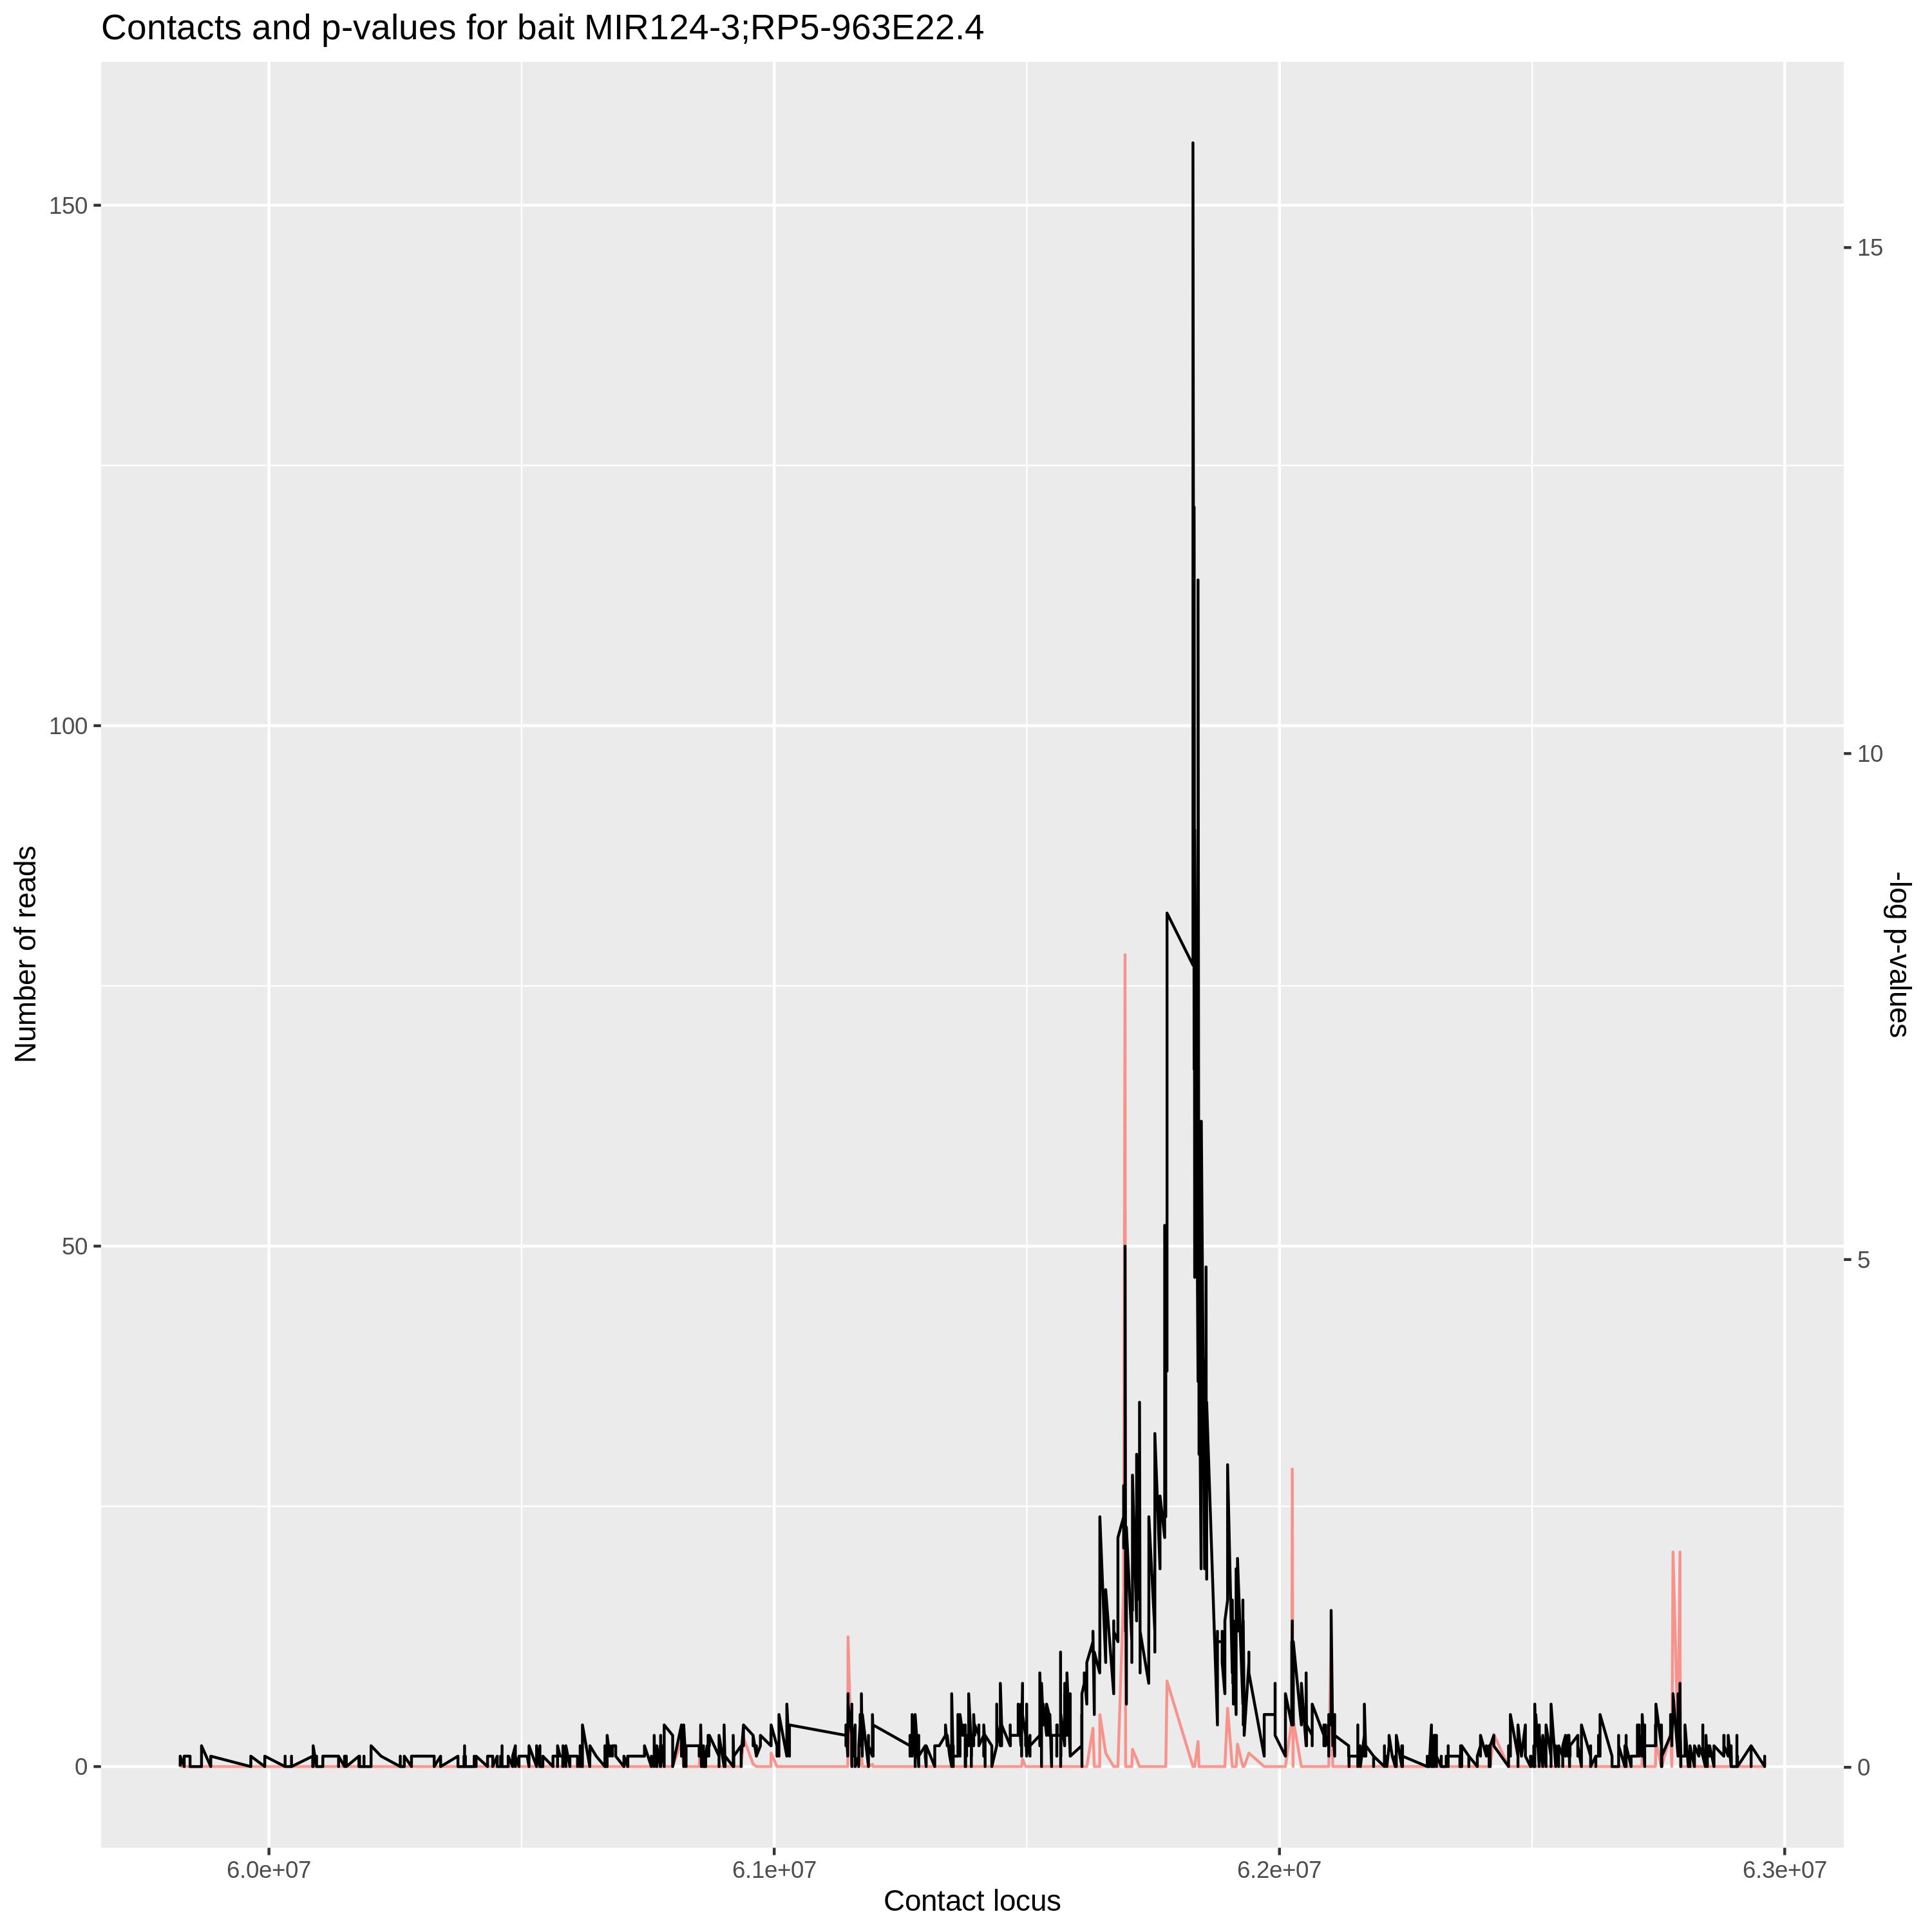 Contacts and p-values for bait MIR124-3;RP5-963E22.4
150
100
50
0
Number of reads
15
10
5
0
-log p-values
6.0e+07
6.1e+07
6.2e+07
6.3e+07
Contact locus